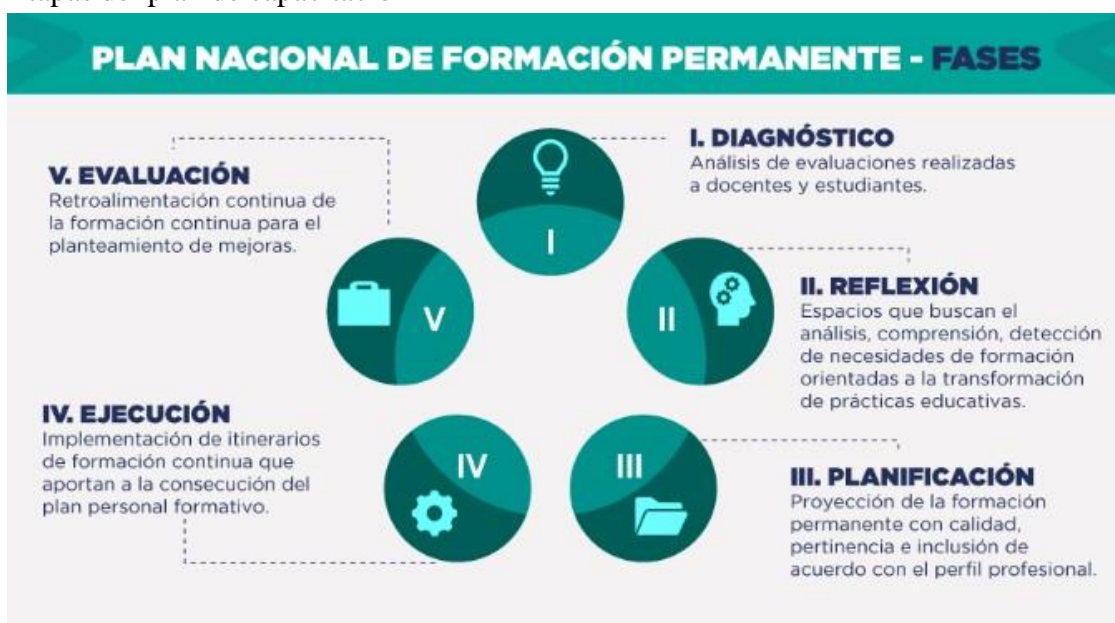 PLAN NACIONAL DE FORMACIÓN PERMANENTE - FASES
I. DIAGNÓSTICO
Análisis de evaluaciones realizadas
a docentes y estudiantes.
I
II. REFLEXIÓN
Espacios que buscan el
análisis, comprensión, detección
de necesidades de formación
orientadas a la transformación
de prácticas educativas.
II
III. PLANIFICACIÓN
Proyección de la formación
permanente con calidad,
pertinencia e inclusión de
acuerdo con el perfil profesional.
III
IV. EJECUCIÓN
Implementación de itinerarios
de formación continua que
aportan a la consecución del
plan personal formativo.
IV
V. EVALUACIÓN
Retroalimentación continua de
la formación continua para el
planteamiento de mejoras.
V